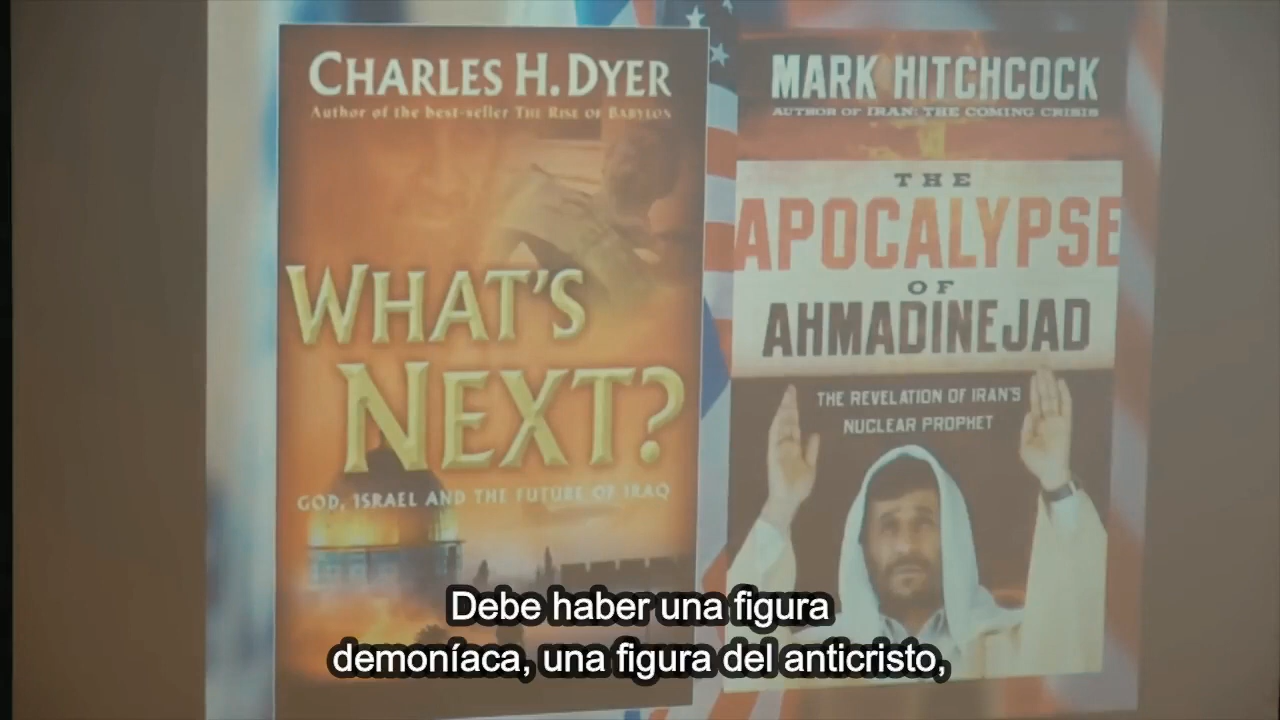 CHARLES H. DYER
Author of the best-seller THE RISE OF BABYLON
WHAT'S
NEXT?
GOD, ISRAEL AND THE FUTURE OF IRAQ
MARK HITCHCOCK
AUTHOR OF IRAN: THE COMING CRISIS
THE
APOCALYPSE
OF
AHMADINEJAD
THE REVELATION OF IRAN'S
NUCLEAR PROPHET
Debe haber una figura
demoníaca, una figura del anticristo,